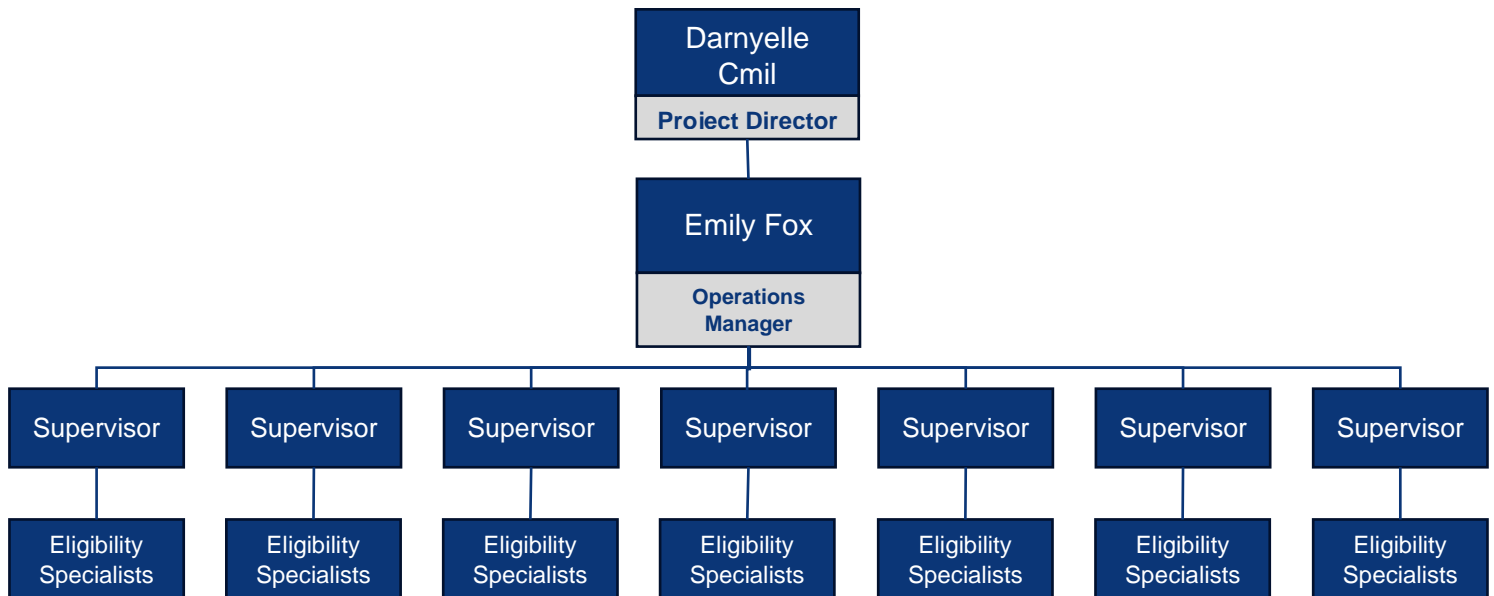 Darnyelle
Cmil
Project Director
Emily Fox
Operations
Manager
Supervisor Supervisor Supervisor Supervisor Supervisor Supervisor Supervisor
Eligibility Eligibility Eligibility Eligibility Eligibility Eligibility Eligibility
Specialists Specialists Specialists Specialists Specialists Specialists Specialists